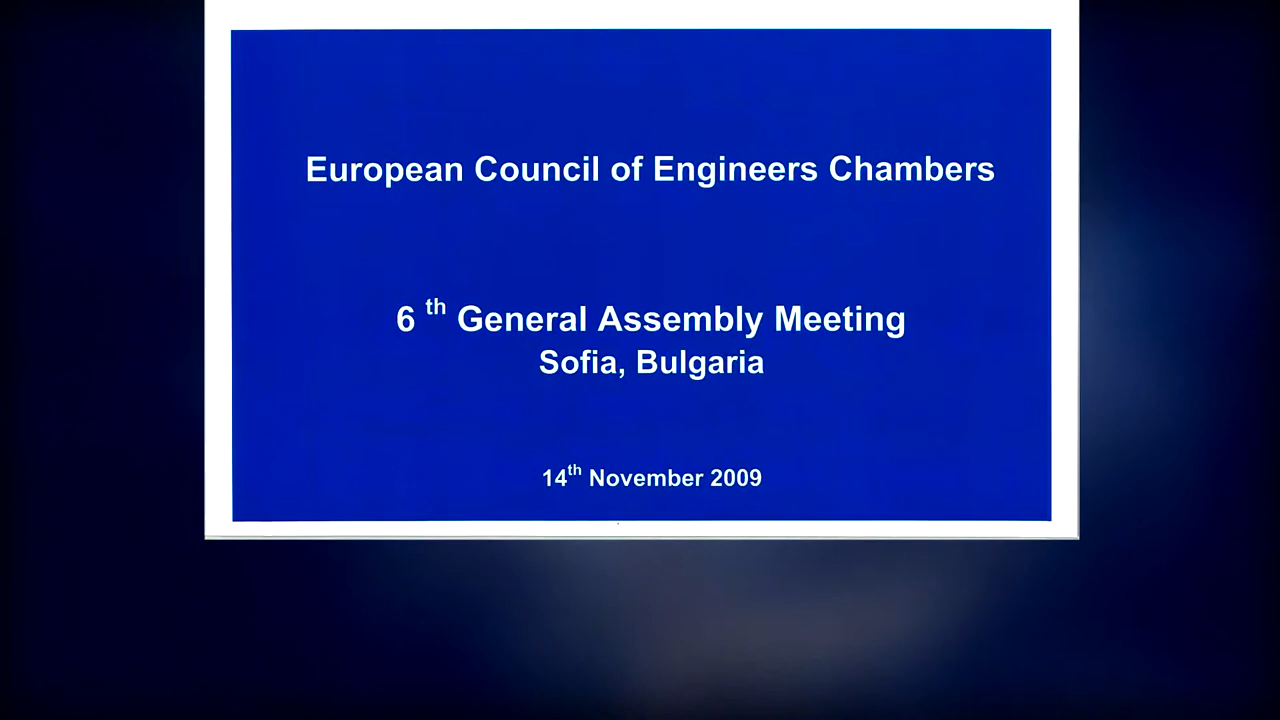 European Council of Engineers Chambers
6 th General Assembly Meeting
Sofia, Bulgaria
14th November 2009